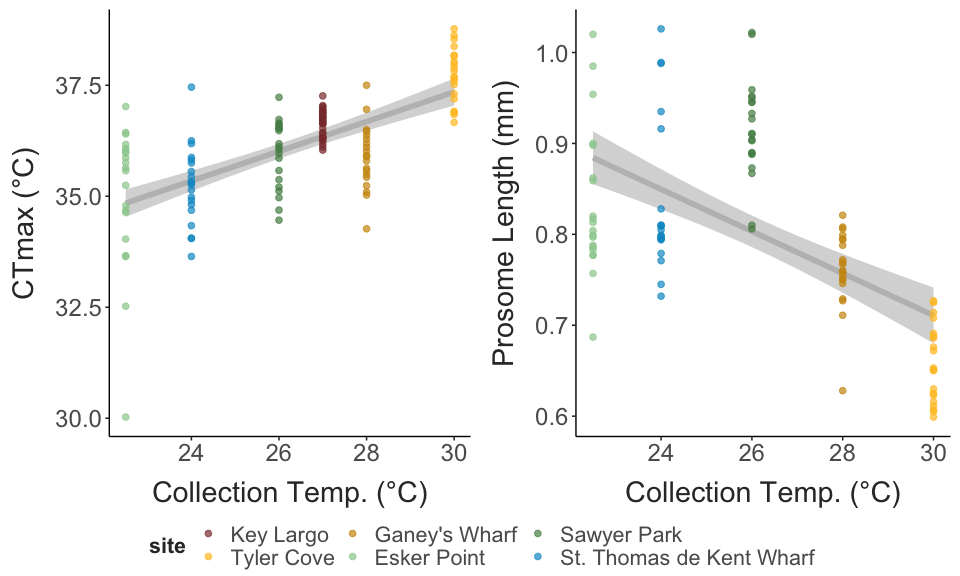 CTmax (°C)
37.5
35.0
32.5
30.0
24 26 28 30
Collection Temp. (°C)
Prosome Length (mm)
1.0
0.9
0.8
0.7
0.6
24 26 28 30
Collection Temp. (°C)
site
Key Largo Ganey's Wharf Sawyer Park
Tyler Cove Esker Point St. Thomas de Kent Wharf